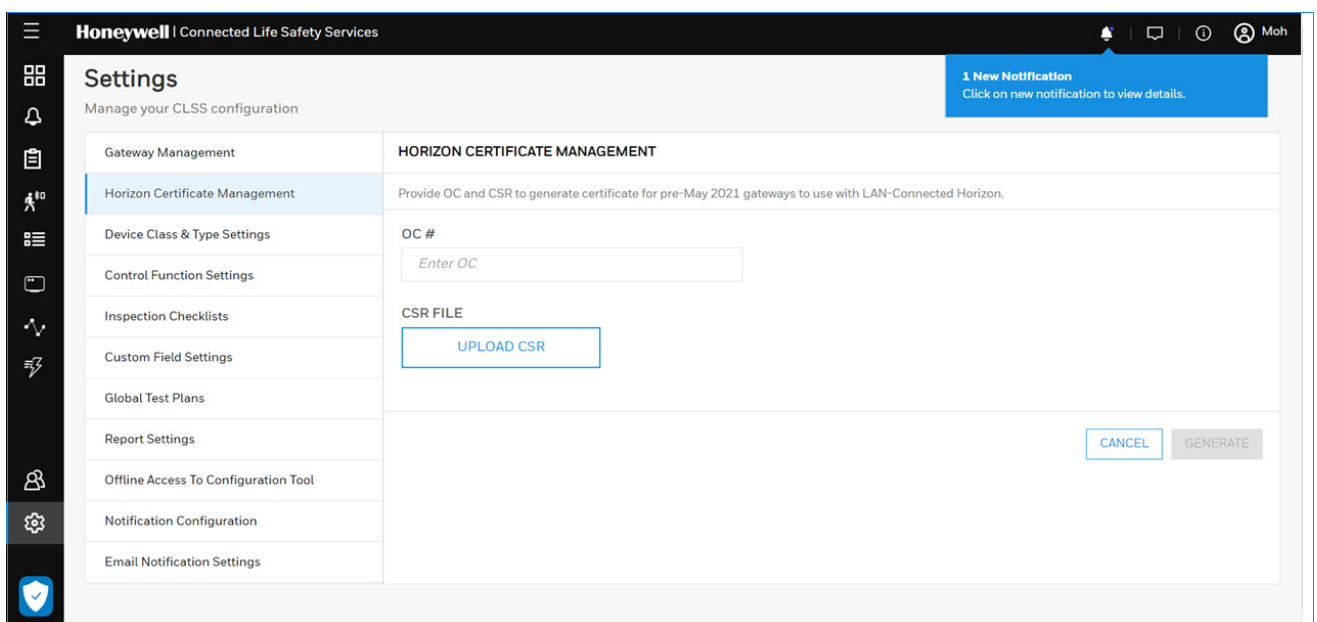 Honeywell | Connected Life Safety Services
Moh
Settings
Manage your CLSS configuration
1 New Notification
Click on new notification to view details.
Gateway Management
Horizon Certificate Management
Device Class & Type Settings
Control Function Settings
Inspection Checklists
Custom Field Settings
Global Test Plans
Report Settings
Offline Access To Configuration Tool
Notification Configuration
Email Notification Settings
HORIZON CERTIFICATE MANAGEMENT
Provide OC and CSR to generate certificate for pre-May 2021 gateways to use with LAN-Connected Horizon.
OC #
Enter OC
CSR FILE
UPLOAD CSR
CANCEL
GENERATE